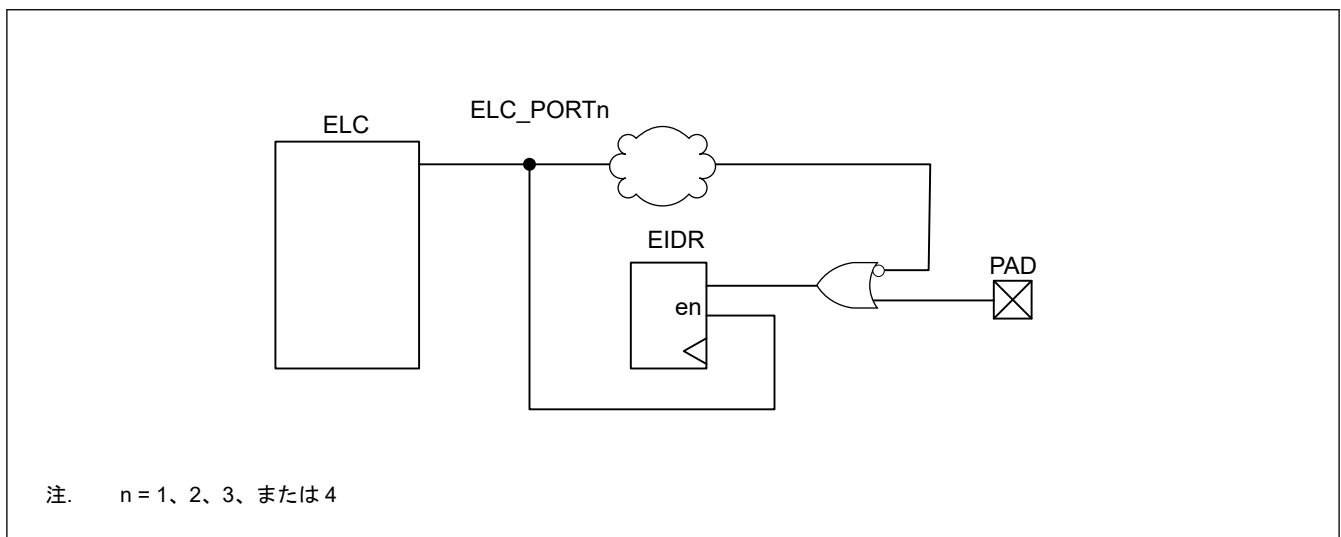 ELC_PORTn
ELC
EIDR
PAD
en
注. n = 1、2、3、または 4